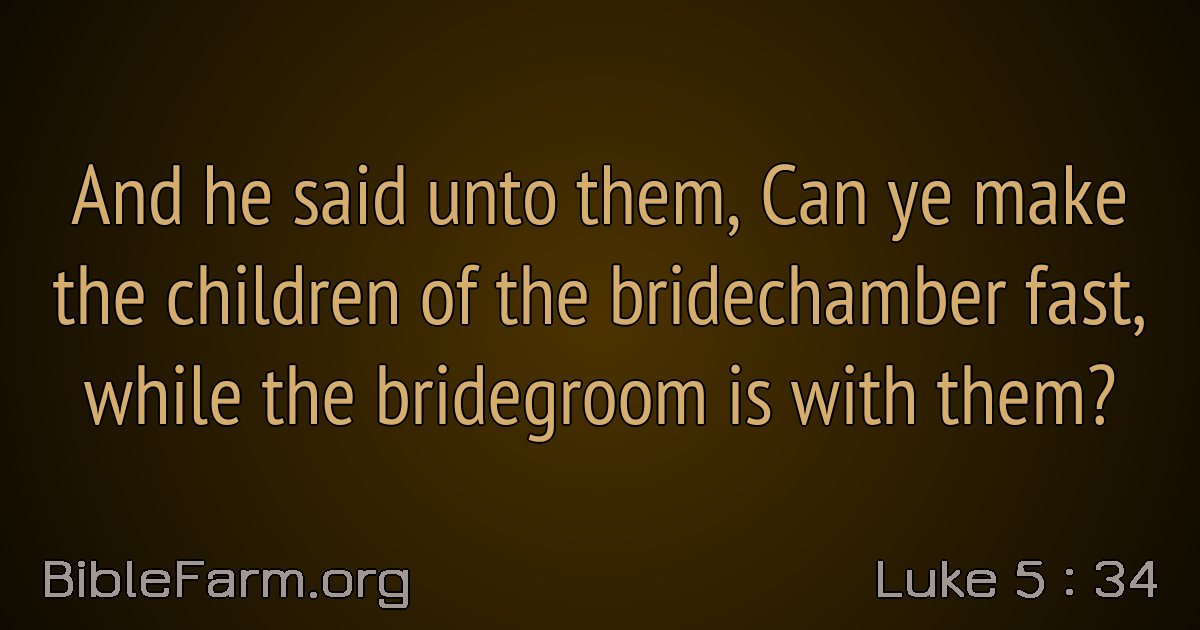 And he said unto them, Can ye make
the children of the bridechamber fast,
while the bridegroom is with them?
BibleFarm.org
Luke 5 : 34